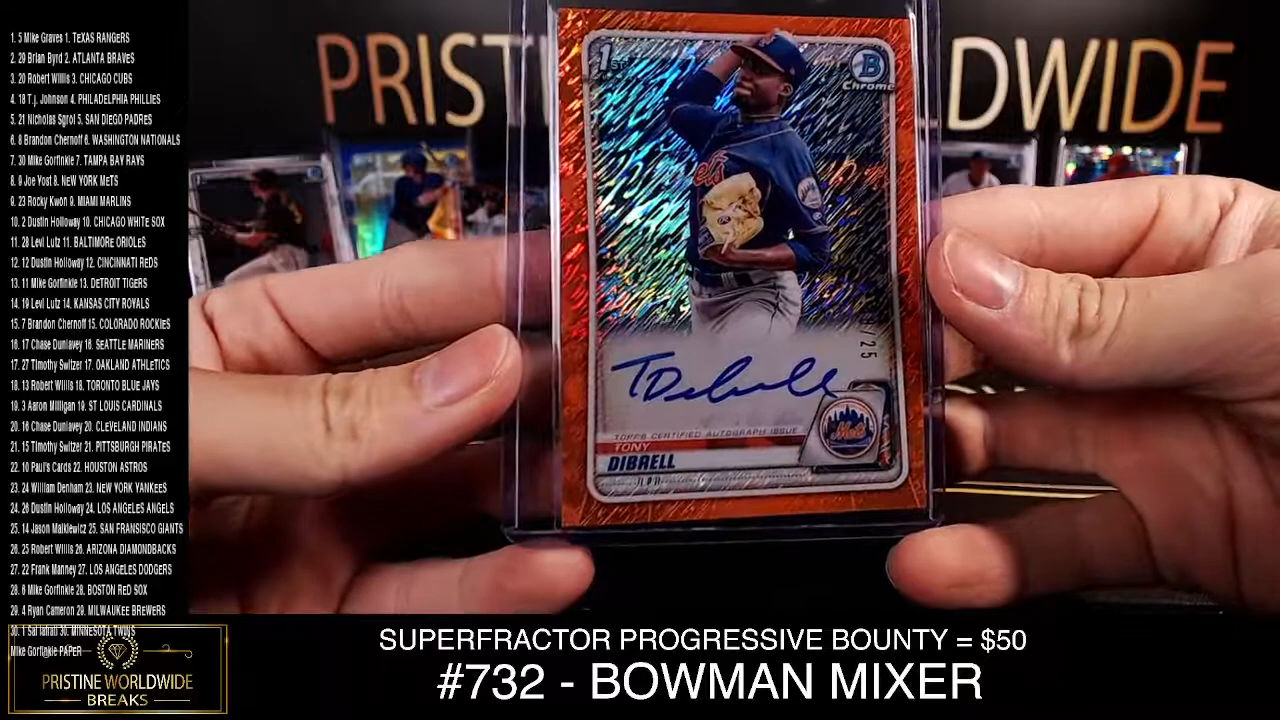 1. 5 Mike Graves 1. TEXAS RANGERS
2. 29 Brian Byrd 2. ATLANTA BRAVES
3. 20 Robert Willis 3. CHICAGO CUBS
4. 18 T.j. Johnson 4. PHILADELPHIA PHILLIES
5. 21 Nicholas Sgroi 5. SAN DIEGO PADRES
6. 8 Brandon Chernoff 6. WASHINGTON NATIONALS
7. 30 Mike Gorfinkle 7. TAMPA BAY RAYS
8. 9 Joe Yost 8. NEW YORK METS
9. 23 Rocky Kwon 9. MIAMI MARLINS
10. 2 Dustin Holloway 10. CHICAGO WHITE SOX
11. 28 Levi Lutz 11. BALTIMORE ORIOLES
12. 12 Dustin Holloway 12. CINCINNATI REDS
13. 11 Mike Gorfinkle 13. DETROIT TIGERS
14. 19 Levi Lutz 14. KANSAS CITY ROYALS
15. 7 Brandon Chernoff 15. COLORADO ROCKIES
16. 17 Chase Dunlavey 16. SEATTLE MARINERS
17. 27 Timothy Switzer 17. OAKLAND ATHLETICS
18. 13 Robert Willis 18. TORONTO BLUE JAYS
19. 3 Aaron Milligan 19. ST LOUIS CARDINALS
20. 16 Chase Dunlavey 20. CLEVELAND INDIANS
21. 15 Timothy Switzer 21. PITTSBURGH PIRATES
22. 10 Paul's Cards 22. HOUSTON ASTROS
23. 24 William Denham 23. NEW YORK YANKEES
24. 26 Dustin Holloway 24. LOS ANGELES ANGELS
25. 14 Jason Malkiewicz 25. SAN FRANSISCO GIANTS
26. 25 Robert Willis 26. ARIZONA DIAMONDBACKS
27. 22 Frank Manney 27. LOS ANGELES DODGERS
28. 6 Mike Gorfinkle 28. BOSTON RED SOX
29. 4 Ryan Cameron 29. MILWAUKEE BREWERS
30. 1 Sal 30. MINNESOTA TWINS
Mike Gorfinkle PAPER
PRISTINE WORLDWIDE
BREAKS
PRIST DWIDE
1ST
B
Chrome
Mets
/25
T Dibrell
TOPPS CERTIFIED AUTOGRAPH ISSUE
TONY
DIBRELL
Mets
SUPERFRACTOR PROGRESSIVE BOUNTY = $50
#732 - BOWMAN MIXER